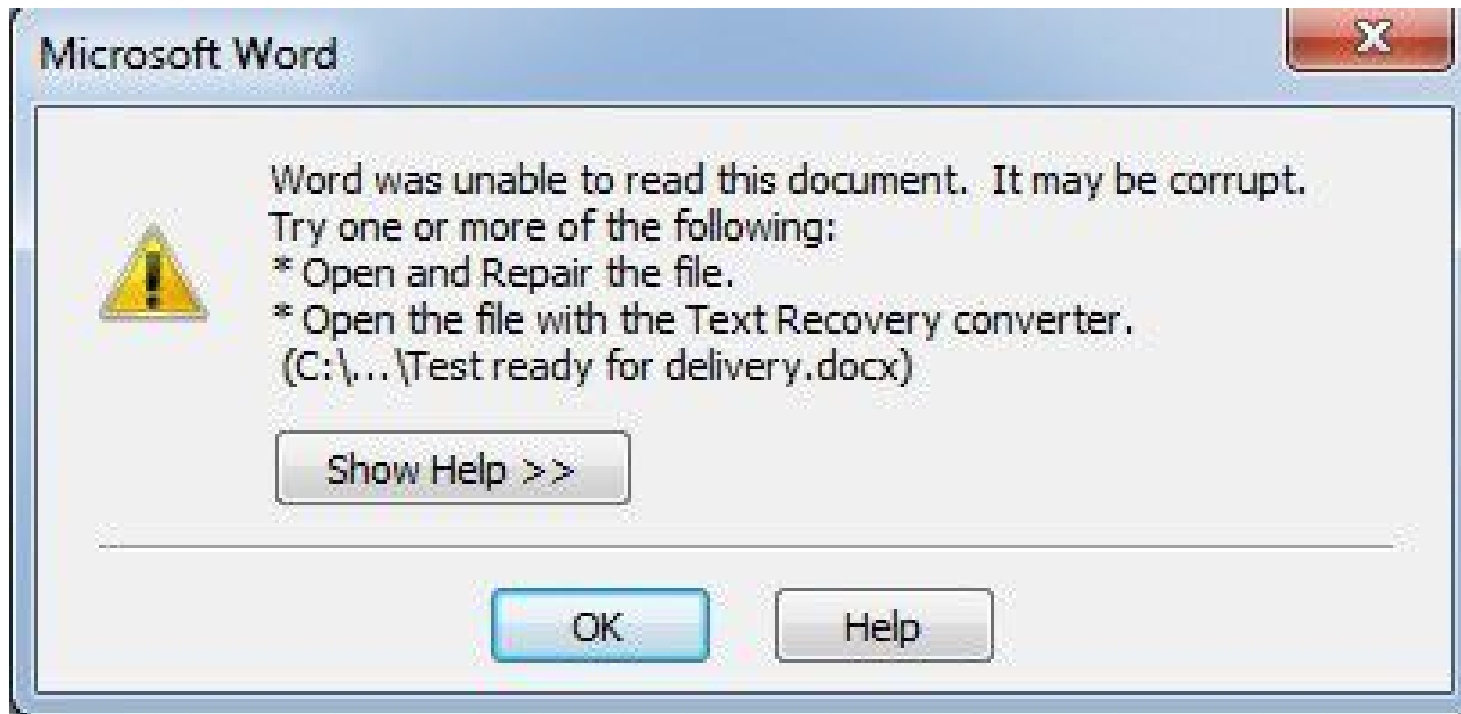 Microsoft Word
Word was unable to read this document.  It may be corrupt.
Try one or more of the following:
* Open and Repair the file.
* Open the file with the Text Recovery converter.
(C:\...\Test ready for delivery.docx)
Show Help >>
OK
Help